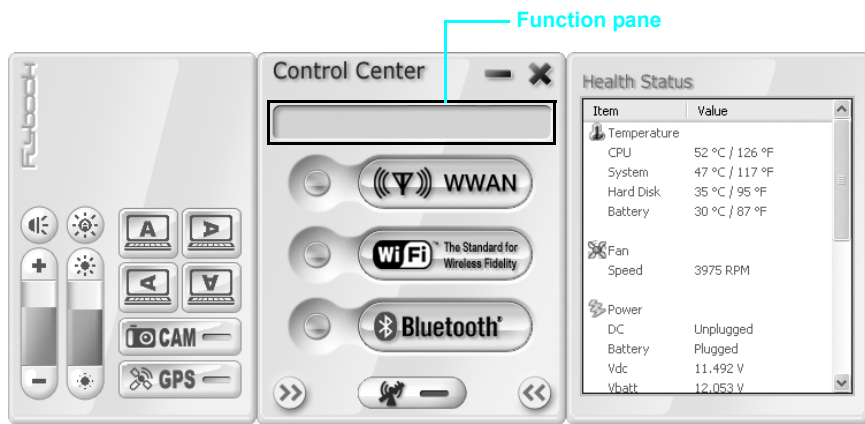 Function pane
Flybook
A
A
A
A
CAM
GPS
Control Center
WWAN
WiFi™ The Standard for
Wireless Fidelity
Bluetooth®
Health Status
Item Value
Temperature
CPU 52 °C / 126 °F
System 47 °C / 117 °F
Hard Disk 35 °C / 95 °F
Battery 30 °C / 87 °F
Fan
Speed 3975 RPM
Power
DC Unplugged
Battery Plugged
Vdc 11.492 V
Vbatt 12.053 V